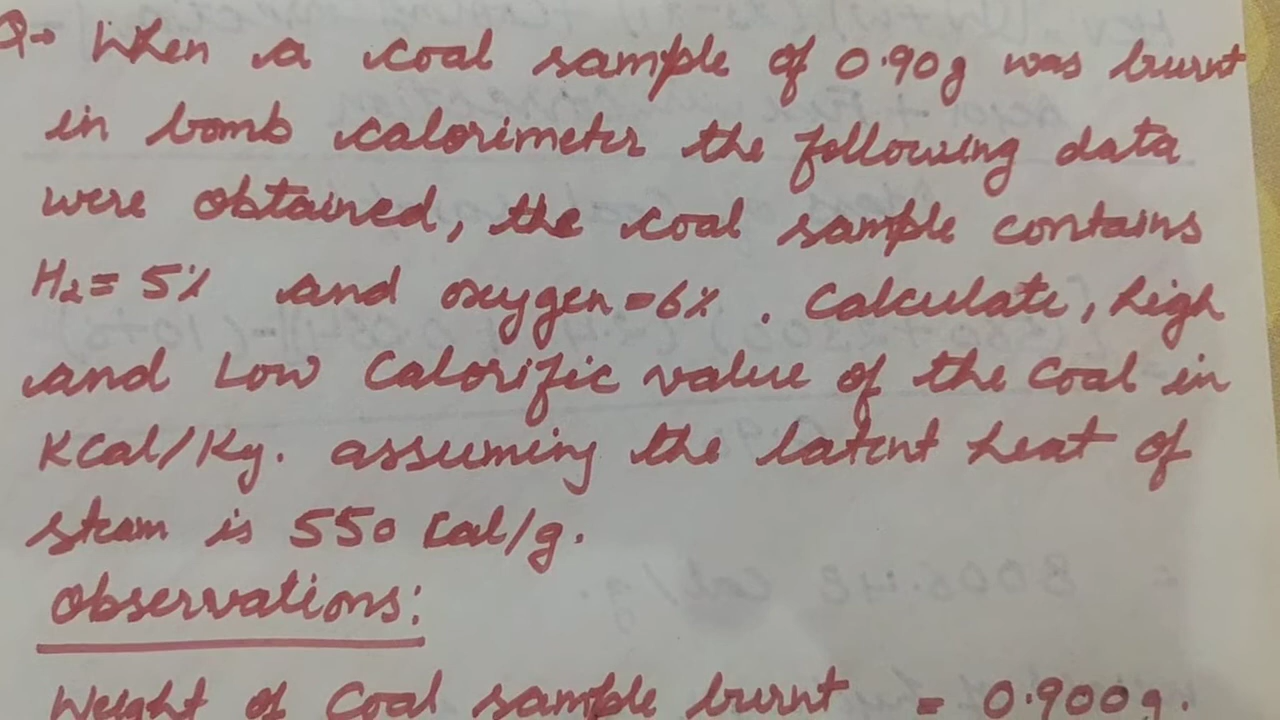 Q→ When a coal sample of 0.90g was burnt
in bomb calorimeter the following data
were obtained, the coal sample contains
H₂= 5% and oxygen = 6% . Calculate, high
and Low Calorific value of the Coal in
KCal/Kg. assuming the latent heat of
steam is 550 Cal/g.
Observations:
Weight of Coal sample burnt = 0.900g.